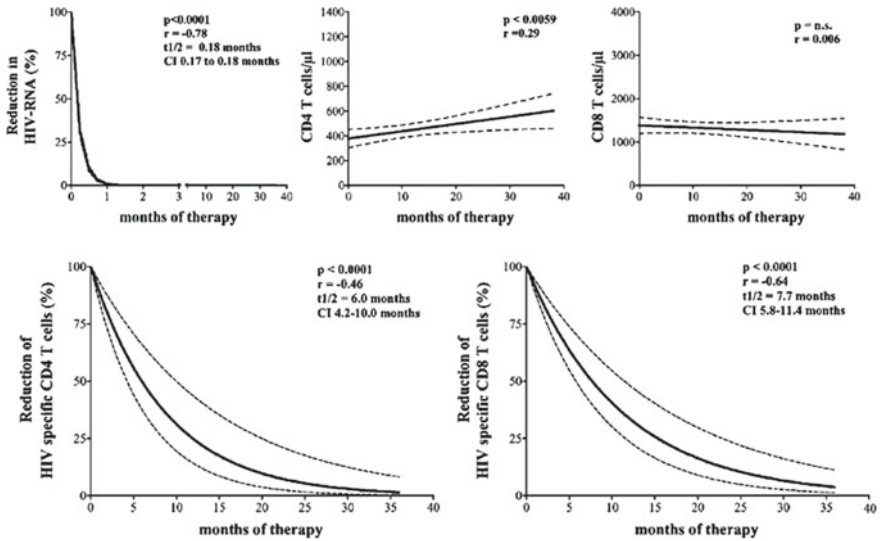 Reduction in
HIV-RNA (%)
100
75
50
25
0
p<0.0001
r = -0.78
t1/2 = 0.18 months
CI 0.17 to 0.18 months
0 1 2 3 10 20 30 40
months of therapy
CD4 T cells/µl
1400
1200
1000
800
600
400
200
0
p < 0.0059
r =0.29
0 10 20 30 40
months of therapy
CD8 T cells/µl
4000
3000
2000
1000
0
p = n.s.
r = 0.006
0 10 20 30 40
months of therapy
Reduction of
HIV specific CD4 T cells (%)
100
75
50
25
0
p < 0.0001
r = -0.46
t1/2 = 6.0 months
CI 4.2-10.0 months
0 5 10 15 20 25 30 35 40
months of therapy
Reduction of
HIV specific CD8 T cells (%)
100
75
50
25
0
p < 0.0001
r = -0.64
t1/2 = 7.7 months
CI 5.8-11.4 months
0 5 10 15 20 25 30 35 40
months of therapy